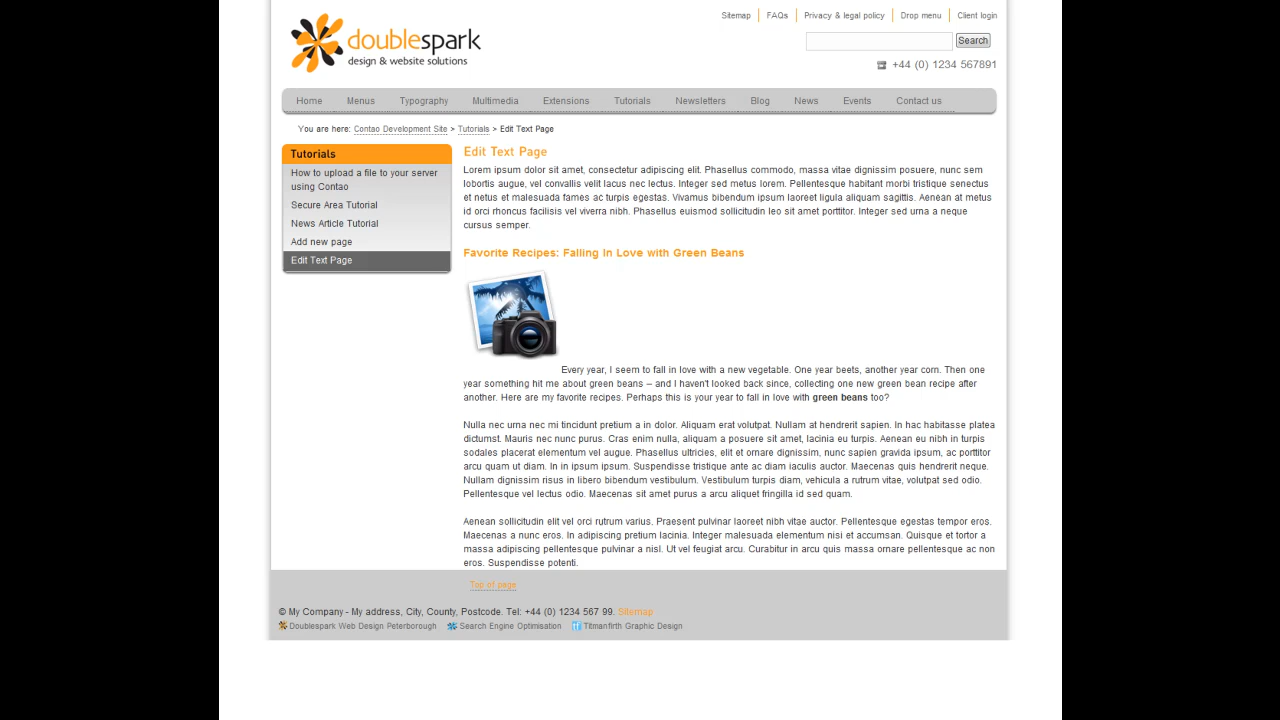 Sitemap FAQs Privacy & legal policy Drop menu Client login
doublespark
design & website solutions
Search
+44 (0) 1234 567891
Home Menus Typography Multimedia Extensions Tutorials Newsletters Blog News Events Contact us
You are here: Contao Development Site > Tutorials > Edit Text Page
Tutorials
How to upload a file to your server
using Contao
Secure Area Tutorial
News Article Tutorial
Add new page
Edit Text Page
Edit Text Page
Lorem ipsum dolor sit amet, consectetur adipiscing elit. Phasellus commodo, massa vitae dignissim posuere, nunc sem
lobortis augue, vel convallis velit lacus nec lectus. Integer sed metus lorem. Pellentesque habitant morbi tristique senectus
et netus et malesuada fames ac turpis egestas. Vivamus bibendum ipsum laoreet ligula aliquam sagittis. Aenean at metus
id orci rhoncus facilisis vel viverra nibh. Phasellus euismod sollicitudin leo sit amet porttitor. Integer sed urna a neque
cursus semper.
Favorite Recipes: Falling In Love with Green Beans
Every year, I seem to fall in love with a new vegetable. One year beets, another year corn. Then one
year something hit me about green beans – and I haven't looked back since, collecting one new green bean recipe after
another. Here are my favorite recipes. Perhaps this is your year to fall in love with green beans too?
Nulla nec urna nec mi tincidunt pretium a in dolor. Aliquam erat volutpat. Nullam at hendrerit sapien. In hac habitasse platea
dictumst. Mauris nec nunc purus. Cras enim nulla, aliquam a posuere sit amet, lacinia eu turpis. Aenean eu nibh in turpis
sodales placerat elementum vel augue. Phasellus ultricies, elit et ornare dignissim, nunc sapien gravida ipsum, ac porttitor
arcu quam ut diam. In in ipsum ipsum. Suspendisse tristique ante ac diam iaculis auctor. Maecenas quis hendrerit neque.
Nullam dignissim risus in libero bibendum vestibulum. Vestibulum turpis diam, vehicula a rutrum vitae, volutpat sed odio.
Pellentesque vel lectus odio. Maecenas sit amet purus a arcu aliquet fringilla id sed quam.
Aenean sollicitudin elit vel orci rutrum varius. Praesent pulvinar laoreet nibh vitae auctor. Pellentesque egestas tempor eros.
Maecenas a nunc eros. In adipiscing pretium lacinia. Integer malesuada elementum nisi et accumsan. Quisque et tortor a
massa adipiscing pellentesque pulvinar a nisl. Ut vel feugiat arcu. Curabitur in arcu quis massa ornare pellentesque ac non
eros. Suspendisse potenti.
Top of page
© My Company - My address, City, County, Postcode. Tel: +44 (0) 1234 567 99. Sitemap
Doublespark Web Design Peterborough Search Engine Optimisation Titmanfirth Graphic Design